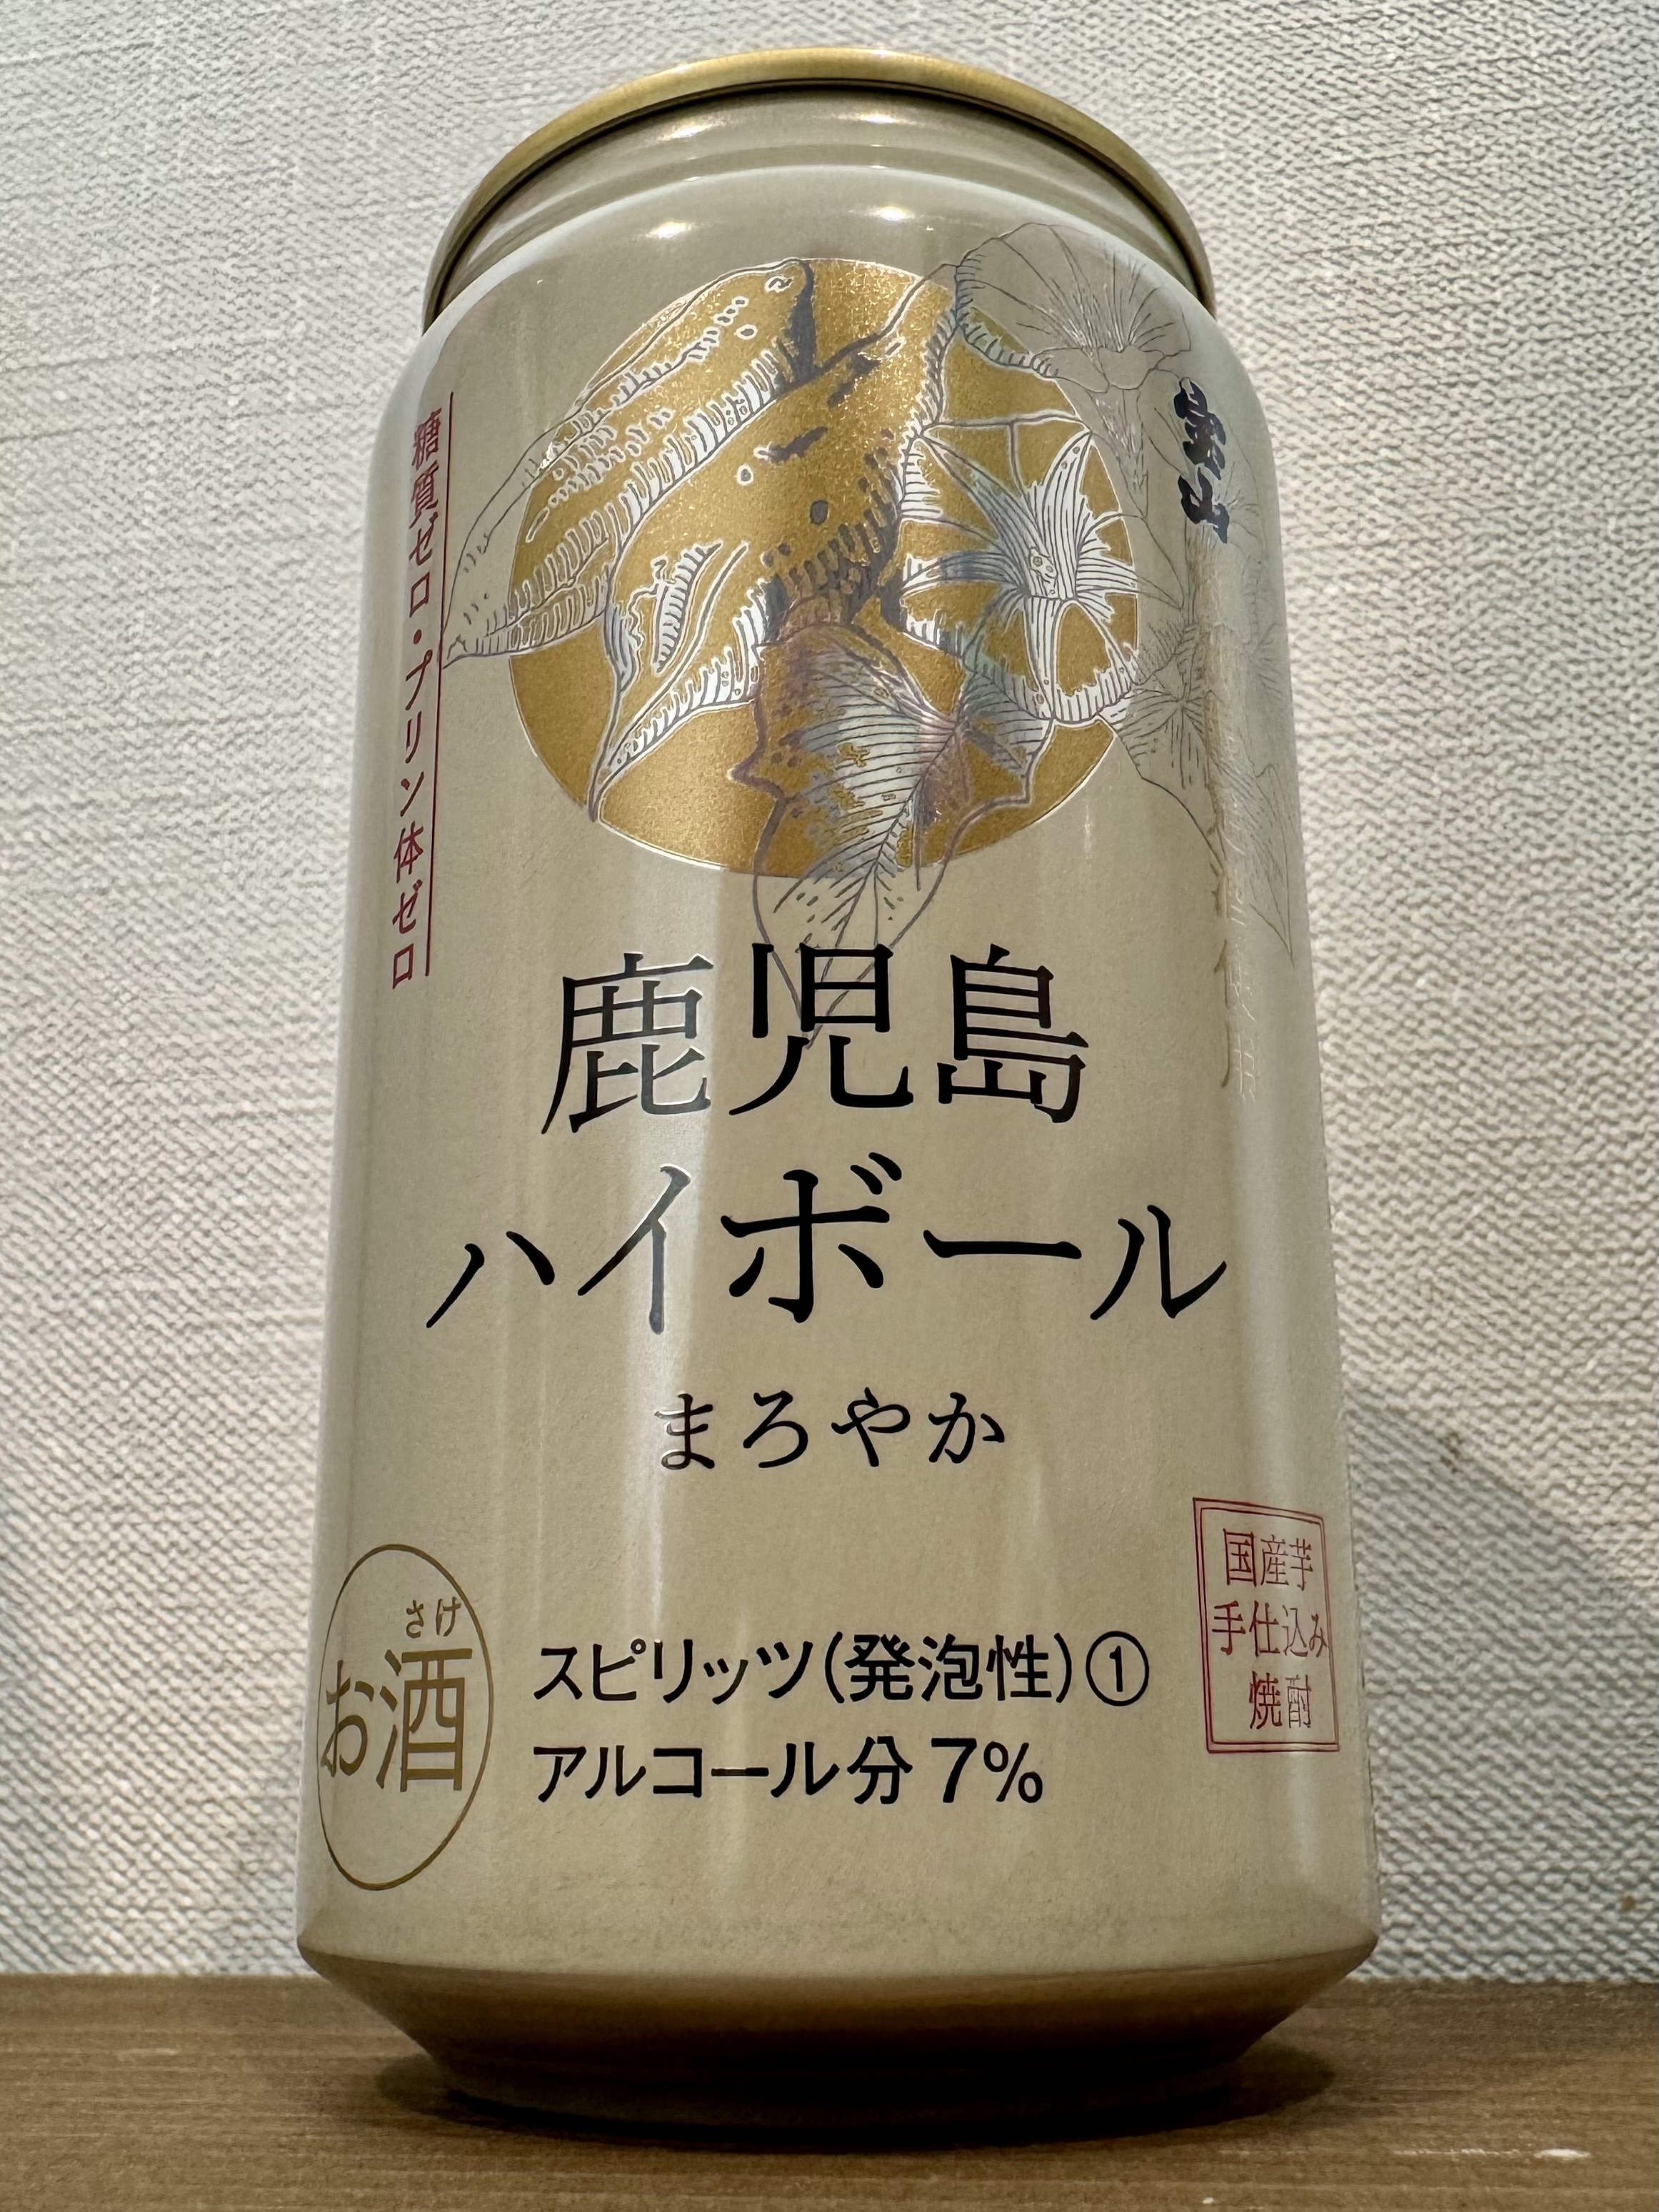 糖質ゼロ・プリン体ゼロ
宝山
鹿児島
ハイボール
まろやか
さけ
お酒
スピリッツ(発泡性)①
アルコール分7%
国産芋
手仕込み
焼酎